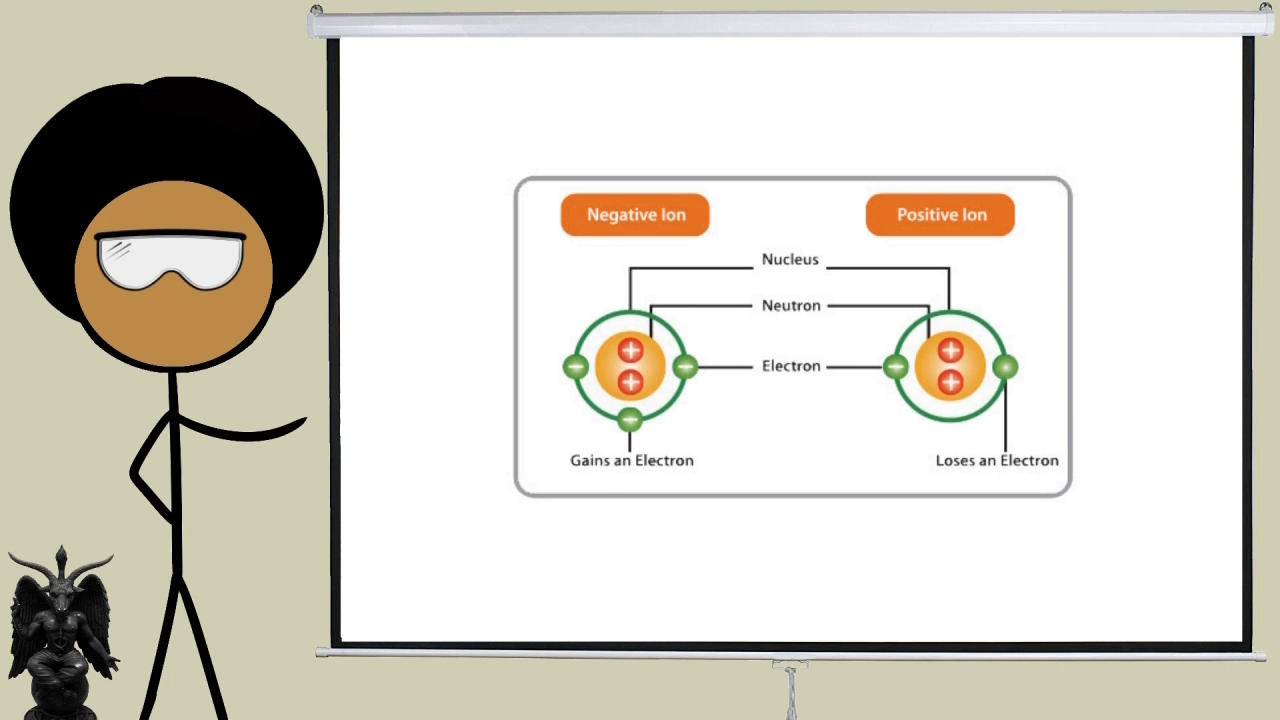 Negative Ion
Positive Ion
Nucleus
Neutron
Electron
Gains an Electron
Loses an Electron